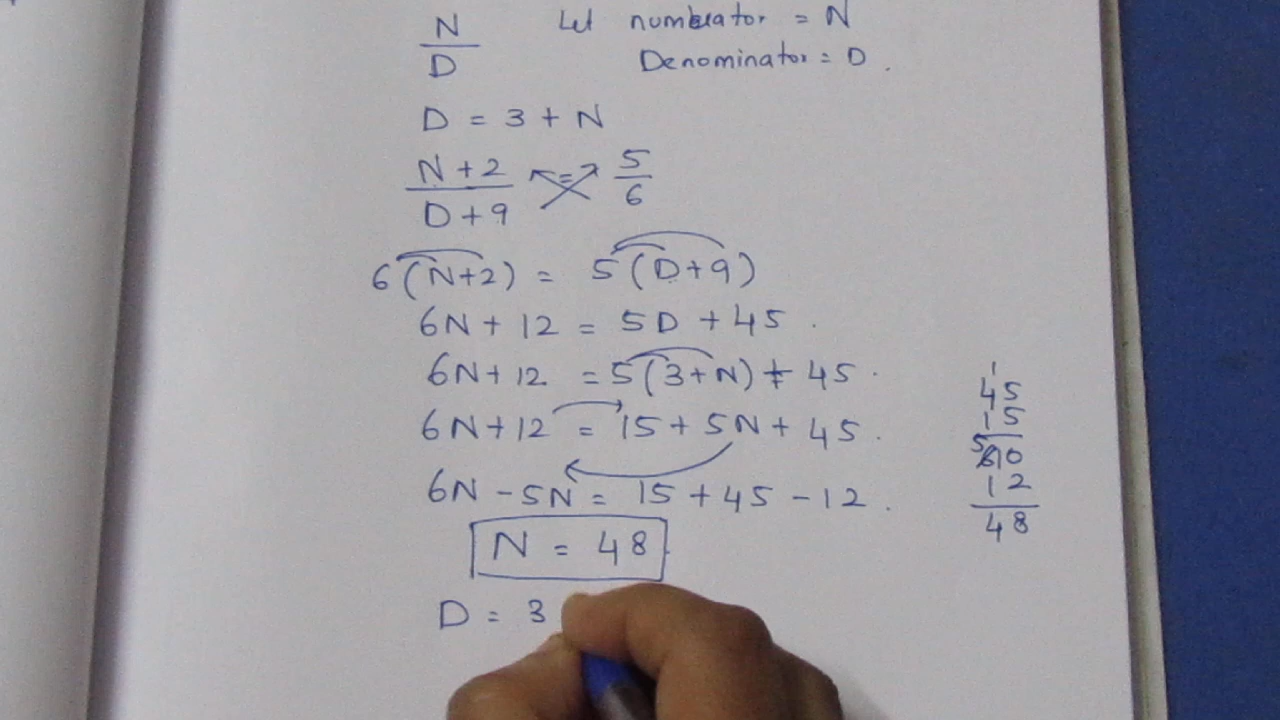 N/D Let numerator = N
Denominator = D.
D = 3 + N
(N + 2)/(D + 9) = 5/6
6(N+2) = 5(D+9)
6N + 12 = 5D + 45.
6N + 12 = 5(3+N) + 45.
6N + 12 = 15 + 5N + 45.
6N - 5N = 15 + 45 - 12.
N = 48
D = 3
1
45
15
5
60
12
48